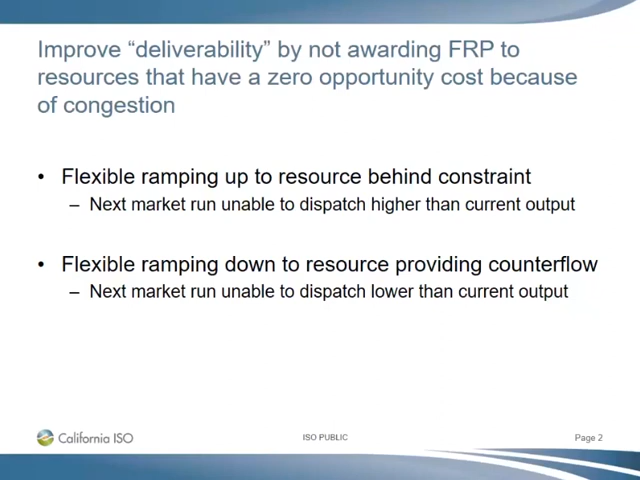 Improve “deliverability” by not awarding FRP to
resources that have a zero opportunity cost because
of congestion
• Flexible ramping up to resource behind constraint
– Next market run unable to dispatch higher than current output
• Flexible ramping down to resource providing counterflow
– Next market run unable to dispatch lower than current output
California ISO
ISO PUBLIC
Page 2